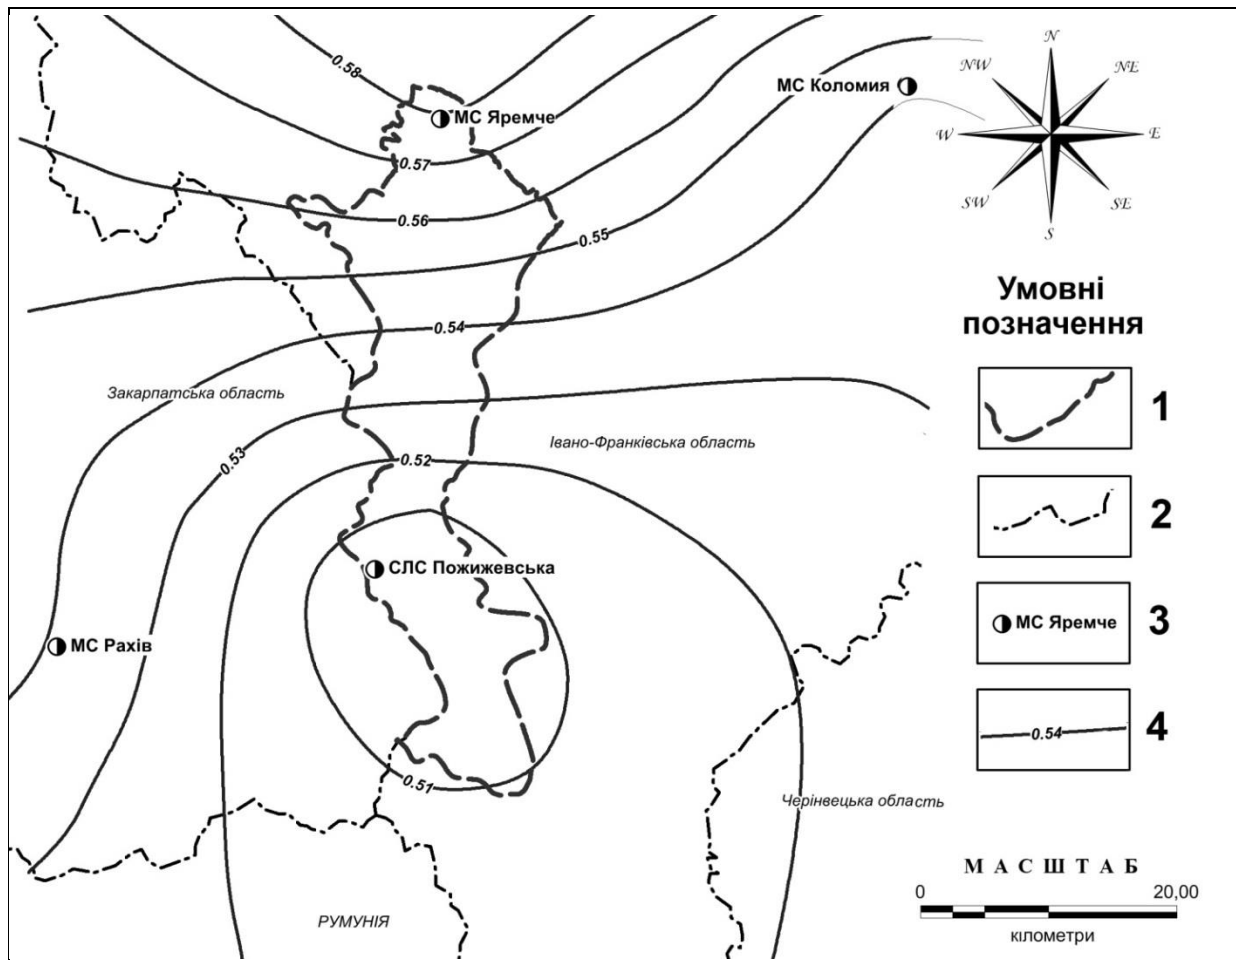 N
NW
NE
W
E
SW
SE
S
0.58
МС Яремче
МС Коломия
0.57
0.56
0.55
0.54
Закарпатська область
Івано-Франківська область
0.53
0.52
СЛС Пожижевська
МС Рахів
0.51
Черінвецька область
РУМУНІЯ
Умовні
позначення
1
2
МС Яремче
3
0.54
4
МАСШТАБ
0
20,00
кілометри